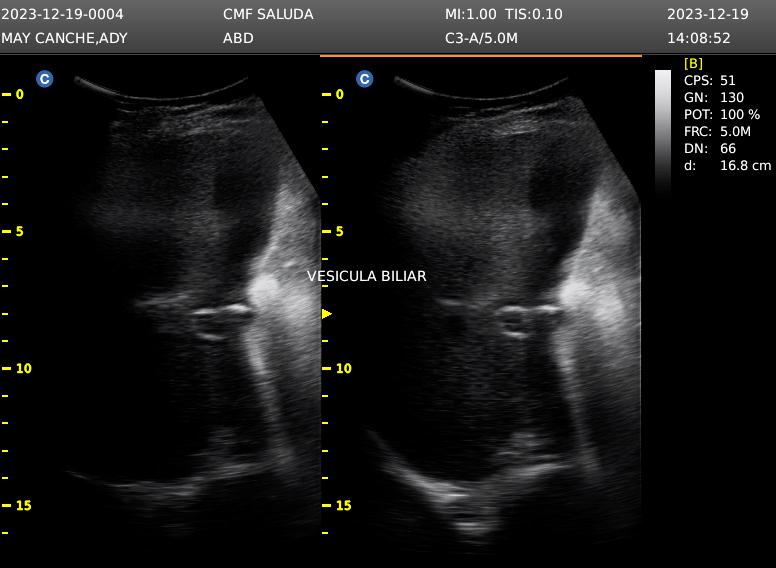 2023-12-19-0004 CMF SALUDA MI:1.00 TIS:0.10 2023-12-19
MAY CANCHE,ADY ABD C3-A/5.0M 14:08:52
[B]
CPS: 51
GN: 130
POT: 100 %
FRC: 5.0M
DN: 66
d: 16.8 cm
C C
0 0
5 5
VESICULA BILIAR
10 10
15 15